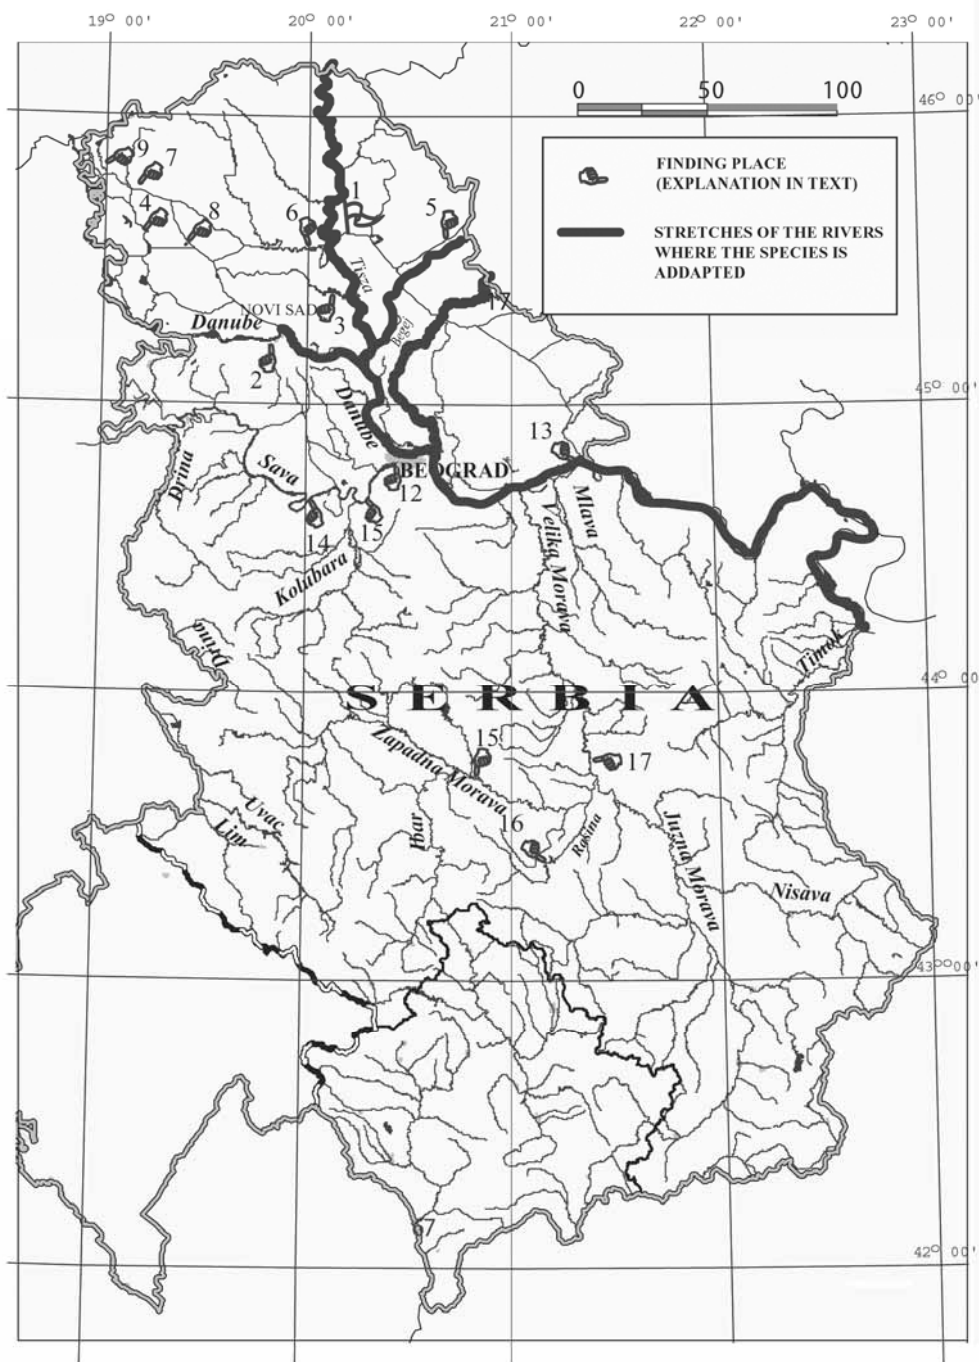 19° 00'
20° 00'
21° 00'
22° 00'
23° 00'
0 50 100
46° 00'
FINDING PLACE
(EXPLANATION IN TEXT)
STRETCHES OF THE RIVERS
WHERE THE SPECIES IS
ADDAPTED
9
7
4
8
6
1
5
Tisza
17
NOVI SAD
3
Danube
Begej
2
45° 00'
Danube
13
Drina
Sava
BEOGRAD
12
Mlava
14
15
Velika Morava
Kolubara
Drina
Timok
44° 00'
SERBIA
15
Zapadna Morava
17
Uvac
Lim
Ibar
16
Rasina
Juzna Morava
Nisava
43° 00'
67
42° 00'